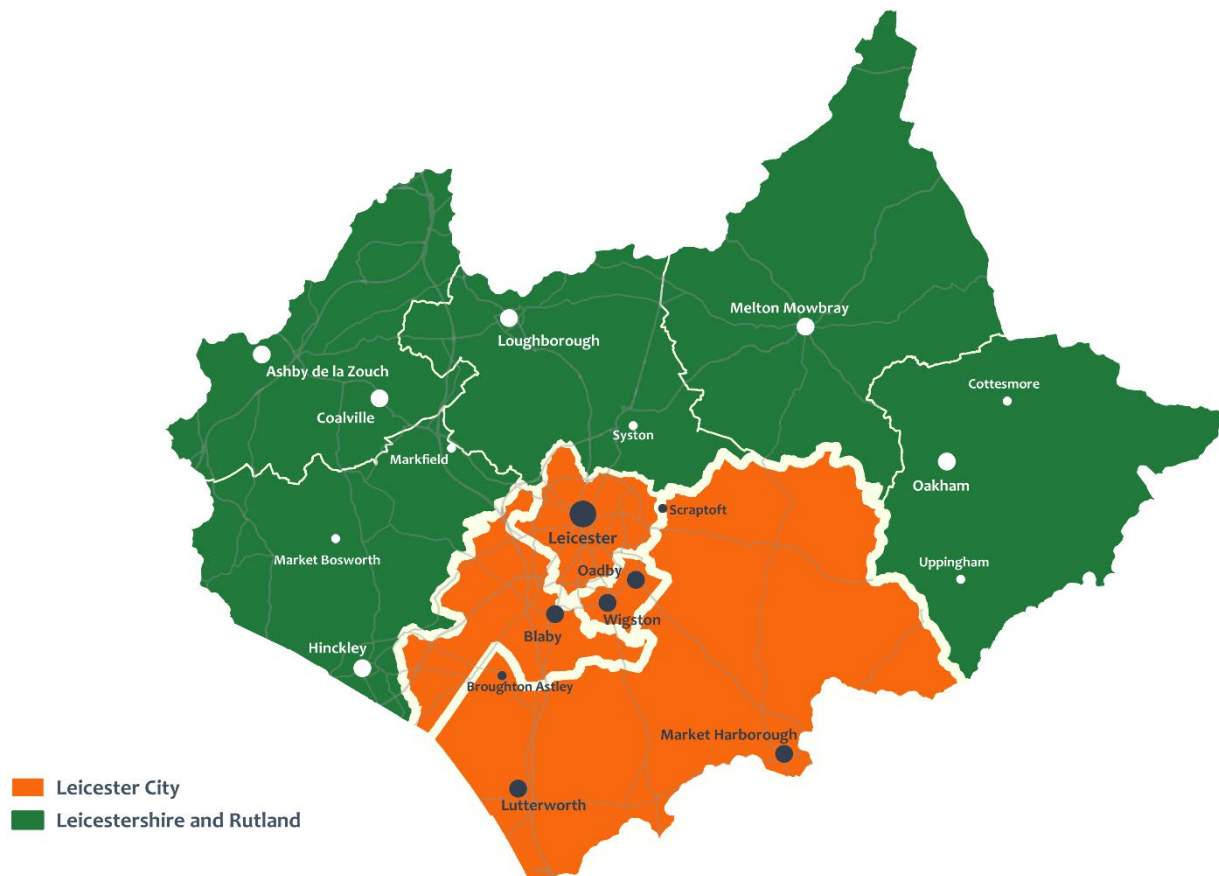 Melton Mowbray
Loughborough
Ashby de la Zouch
Cottesmore
Coalville
Syston
Markfield
Oakham
Scraptoft
Leicester
Market Bosworth
Oadby
Uppingham
Wigston
Blaby
Hinckley
Broughton Astley
Market Harborough
Leicester City
Lutterworth
Leicestershire and Rutland